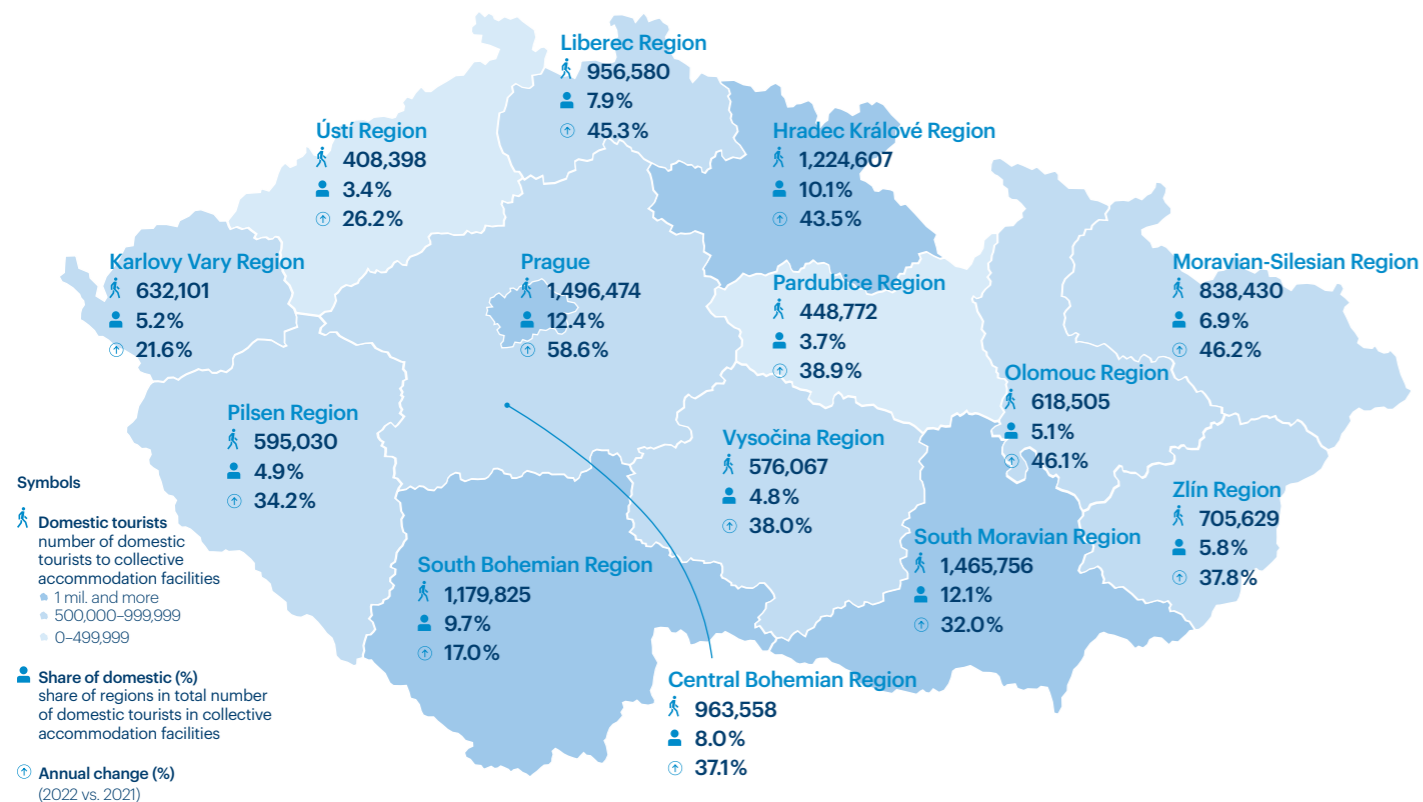 Liberec Region
956,580
7.9%
45.3%
Ústí Region
408,398
3.4%
26.2%
Hradec Králové Region
1,224,607
10.1%
43.5%
Karlovy Vary Region
632,101
5.2%
21.6%
Prague
1,496,474
12.4%
58.6%
Pardubice Region
448,772
3.7%
38.9%
Moravian-Silesian Region
838,430
6.9%
46.2%
Olomouc Region
618,505
5.1%
46.1%
Pilsen Region
595,030
4.9%
34.2%
Vysočina Region
576,067
4.8%
38.0%
Zlín Region
705,629
5.8%
37.8%
South Bohemian Region
1,179,825
9.7%
17.0%
South Moravian Region
1,465,756
12.1%
32.0%
Central Bohemian Region
963,558
8.0%
37.1%
Symbols
Domestic tourists
number of domestic
tourists to collective
accommodation facilities
1 mil. and more
500,000–999,999
0–499,999
Share of domestic (%)
share of regions in total number
of domestic tourists in collective
accommodation facilities
Annual change (%)
(2022 vs. 2021)